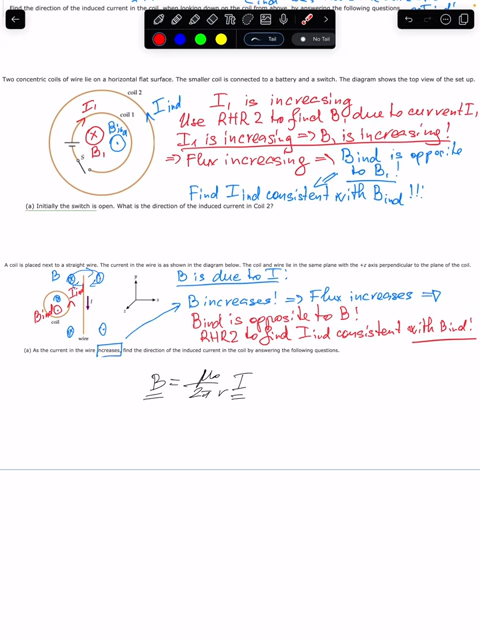 Find the direction of the induced current in the coil, when looking down on the coil from above, by answering the following questions.
Tail
No Tail
Two concentric coils of wire lie on a horizontal flat surface. The smaller coil is connected to a battery and a switch. The diagram shows the top view of the set up.
coil 2
coil 1
I1
I ind
Bind
B1
S
I1 is increasing
Use RHR 2 to find B1 due to current I1
I1 is increasing => B1 is increasing!
=> Flux increasing => Bind is opposite
to B1!
Find I ind consistent with Bind!!!
(a) Initially the switch is open. What is the direction of the induced current in Coil 2?
A coil is placed next to a straight wire. The current in the wire is as shown in the diagram below. The coil and wire lie in the same plane with the +z axis perpendicular to the plane of the coil.
B
Iind
Bind
I
coil
wire
y
x
z
B is due to I:
B increases! => Flux increases =>
Bind is opposite to B!
RHR2 to find I ind consistent with Bind!
(a) As the current in the wire increases, find the direction of the induced current in the coil by answering the following questions.
B = μ0/2πr I